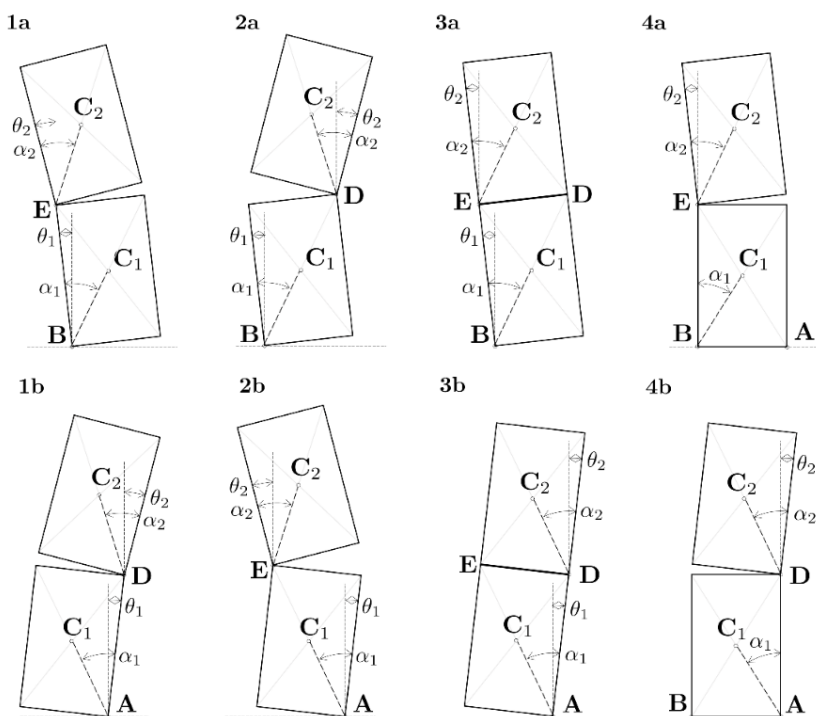 1a 2a 3a 4a
C₂ C₂ C₂ C₂
θ₂ θ₂ θ₂ θ₂
α₂ α₂ α₂ α₂
E D E D E
θ₁ θ₁ θ₁
C₁ C₁ C₁ C₁
α₁ α₁ α₁ α₁
B B B B A
1b 2b 3b 4b
C₂ C₂ C₂ C₂
θ₂ θ₂ θ₂ θ₂
α₂ α₂ α₂ α₂
D E E D D
θ₁ θ₁ θ₁
C₁ C₁ C₁ C₁
α₁ α₁ α₁ α₁
A A A B A